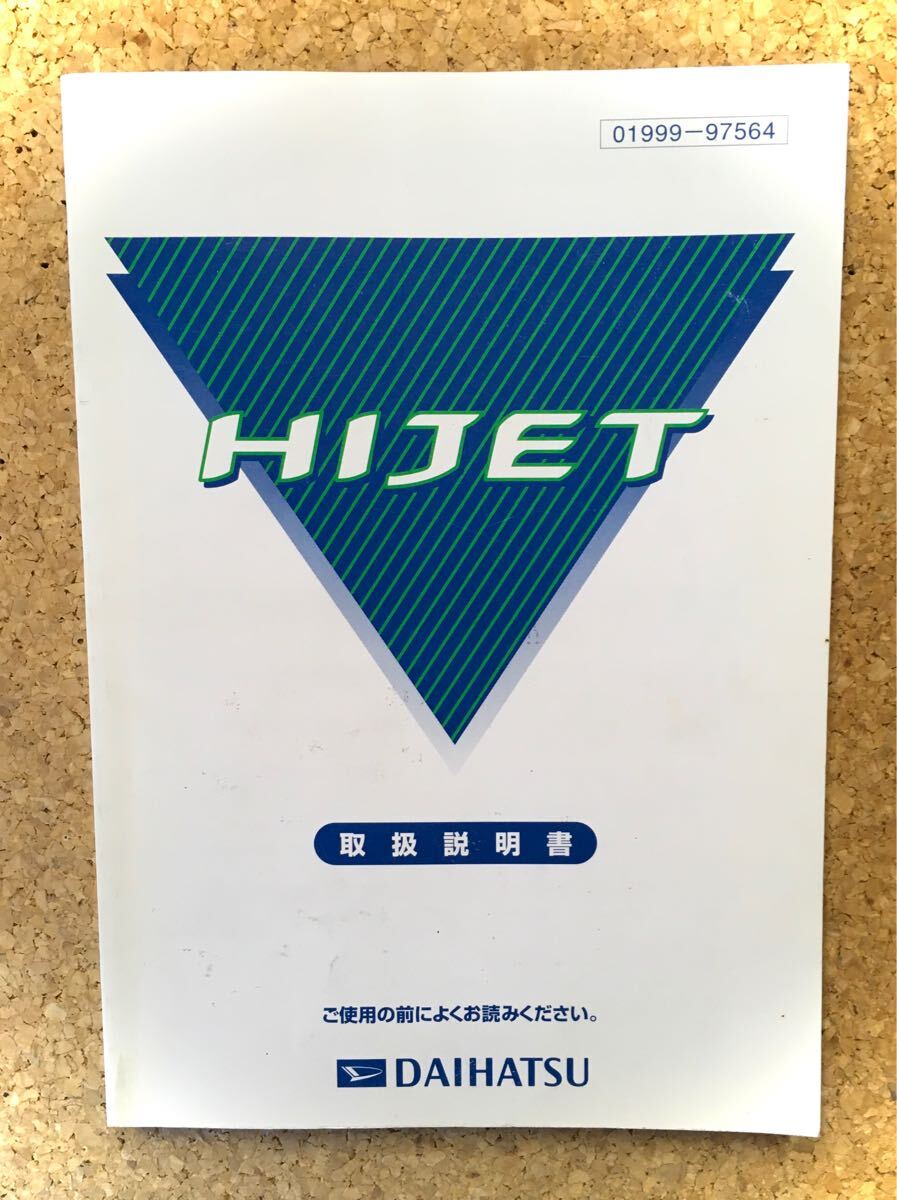 01999-97564
HIJET
取扱説明書
ご使用の前によくお読みください。
DAIHATSU